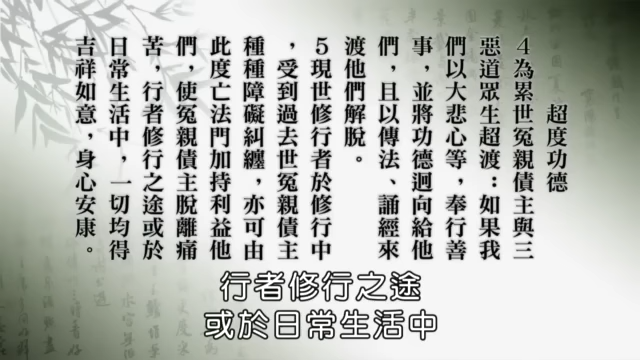 超度功德
4為累世冤親債主與三
惡道眾生超渡：如果我
們以大悲心等，奉行善
事，並將功德迴向給他
們，且以傳法、誦經來
渡他們解脫。
5現世修行者於修行中
，受到過去世冤親債主
種種障礙糾纏，亦可由
此度亡法門加持利益他
們，使冤親債主脫離痛
苦，行者修行之途或於
日常生活中，一切均得
吉祥如意，身心安康。
行者修行之途
或於日常生活中